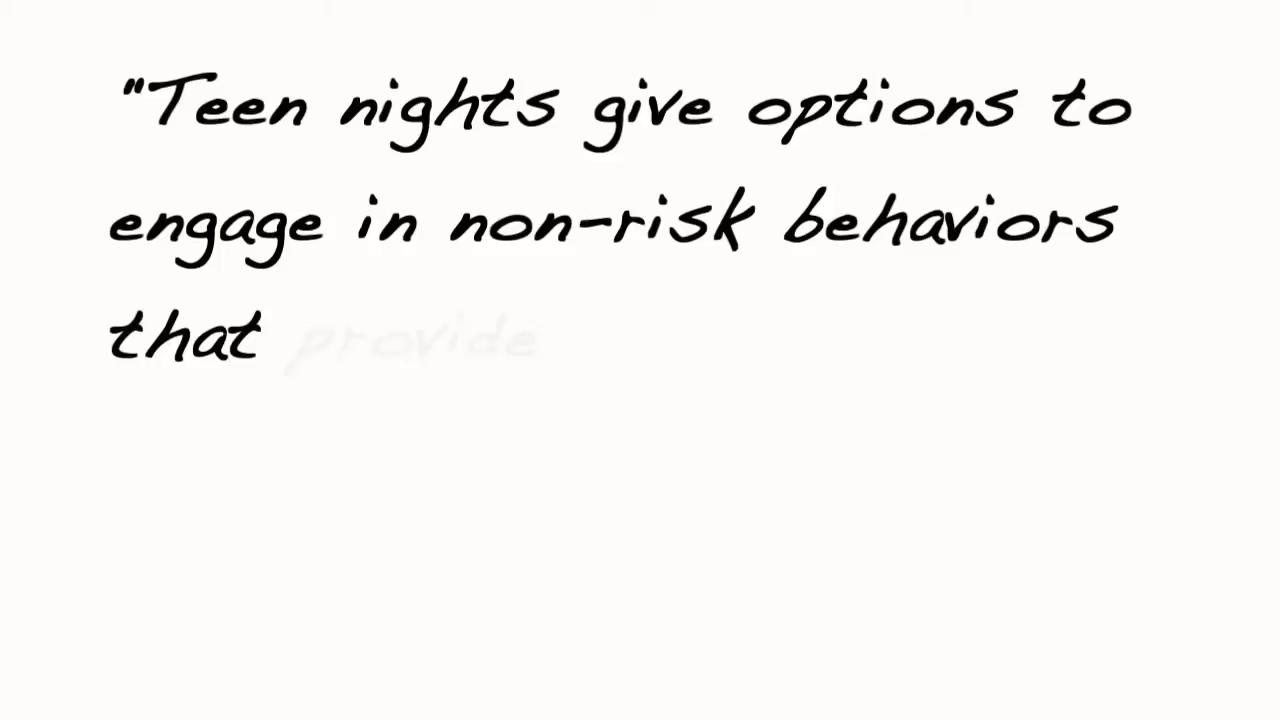 "Teen nights give options to
engage in non-risk behaviors
that provide